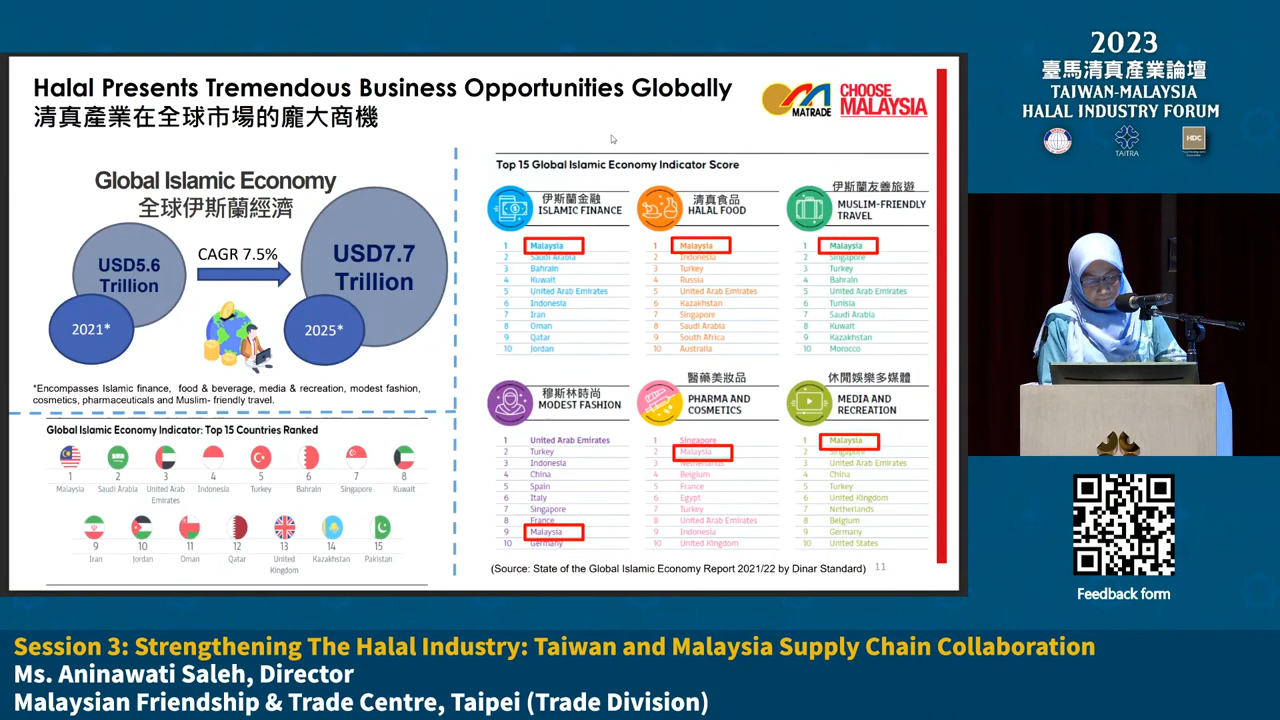 Halal Presents Tremendous Business Opportunities Globally
清真產業在全球市場的龐大商機
MATRADE
CHOOSE
MALAYSIA
Global Islamic Economy
全球伊斯蘭經濟
USD5.6
Trillion
2021*
CAGR 7.5%
USD7.7
Trillion
2025*
*Encompasses Islamic finance, food & beverage, media & recreation, modest fashion,
cosmetics, pharmaceuticals and Muslim- friendly travel.
Global Islamic Economy Indicator: Top 15 Countries Ranked
1 2 3 4 5 6 7 8
Malaysia Saudi Arabia United Arab Emirates Indonesia Turkey Bahrain Singapore Kuwait
9 10 11 12 13 14 15
Iran Jordan Oman Qatar United Kingdom Kazakhstan Pakistan
Top 15 Global Islamic Economy Indicator Score
伊斯蘭金融
ISLAMIC FINANCE
1 Malaysia
2 Saudi Arabia
3 Bahrain
4 Kuwait
5 United Arab Emirates
6 Indonesia
7 Iran
8 Oman
9 Qatar
10 Jordan
清真食品
HALAL FOOD
1 Malaysia
2 Indonesia
3 Turkey
4 Russia
5 United Arab Emirates
6 Kazakhstan
7 Singapore
8 Saudi Arabia
9 South Africa
10 Australia
伊斯蘭友善旅遊
MUSLIM-FRIENDLY
TRAVEL
1 Malaysia
2 Singapore
3 Turkey
4 Bahrain
5 United Arab Emirates
6 Tunisia
7 Saudi Arabia
8 Kuwait
9 Kazakhstan
10 Morocco
穆斯林時尚
MODEST FASHION
1 United Arab Emirates
2 Turkey
3 Indonesia
4 China
5 Spain
6 Italy
7 Singapore
8 France
9 Malaysia
10 Germany
醫藥美妝品
PHARMA AND
COSMETICS
1 Singapore
2 Malaysia
3 Netherlands
4 Belgium
5 France
6 Egypt
7 Turkey
8 United Arab Emirates
9 Indonesia
10 United Kingdom
休閒娛樂多媒體
MEDIA AND
RECREATION
1 Malaysia
2 Singapore
3 United Arab Emirates
4 China
5 Turkey
6 United Kingdom
7 Netherlands
8 Belgium
9 Germany
10 United States
(Source: State of the Global Islamic Economy Report 2021/22 by Dinar Standard)
11
2023
臺馬清真產業論壇
TAIWAN-MALAYSIA
HALAL INDUSTRY FORUM
TAITRA
HDC
Feedback form
Session 3: Strengthening The Halal Industry: Taiwan and Malaysia Supply Chain Collaboration
Ms. Aninawati Saleh, Director
Malaysian Friendship & Trade Centre, Taipei (Trade Division)